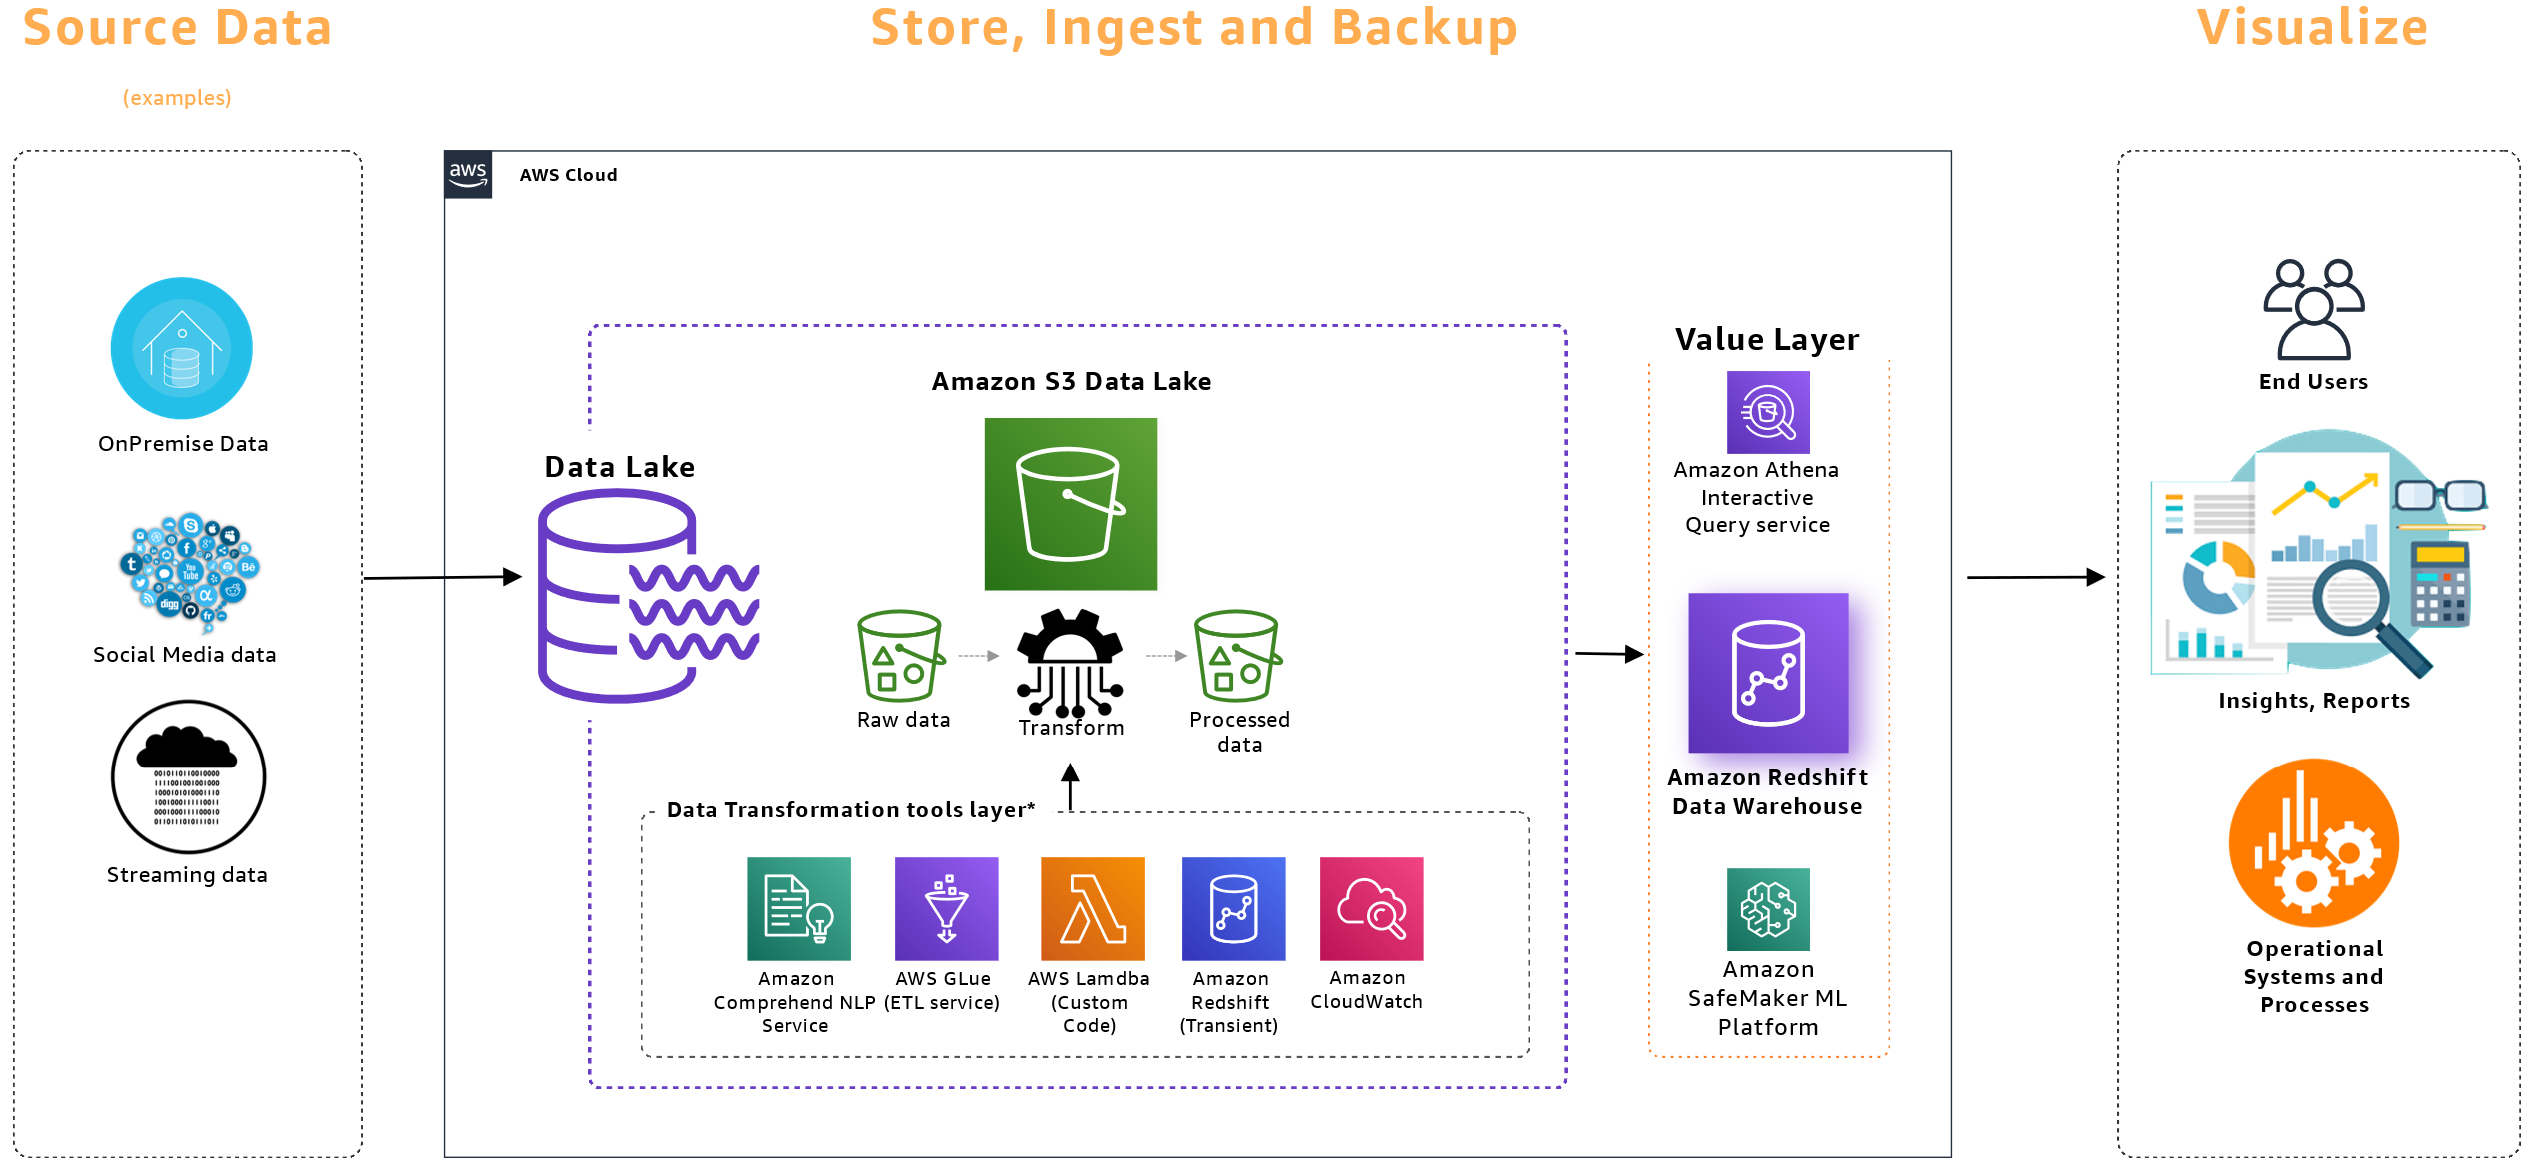 Source Data
(examples)
Store, Ingest and Backup
Visualize
OnPremise Data
Social Media data
Streaming data
aws
AWS Cloud
Data Lake
Amazon S3 Data Lake
Raw data
Transform
Processed
data
Data Transformation tools layer*
Amazon
Comprehend NLP
Service
AWS GLue
(ETL service)
AWS Lamdba
(Custom
Code)
Amazon
Redshift
(Transient)
Amazon
CloudWatch
Value Layer
Amazon Athena
Interactive
Query service
Amazon Redshift
Data Warehouse
Amazon
SafeMaker ML
Platform
End Users
Insights, Reports
Operational
Systems and
Processes